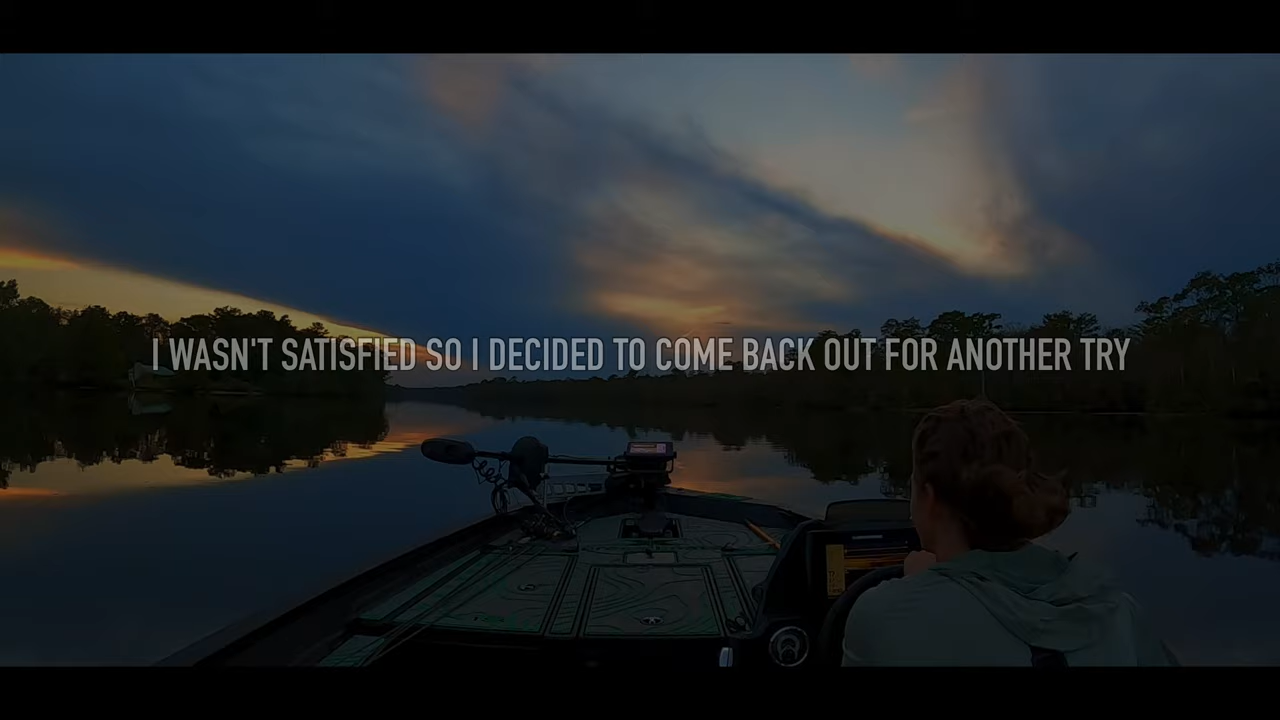 I WASN'T SATISFIED SO I DECIDED TO COME BACK OUT FOR ANOTHER TRY